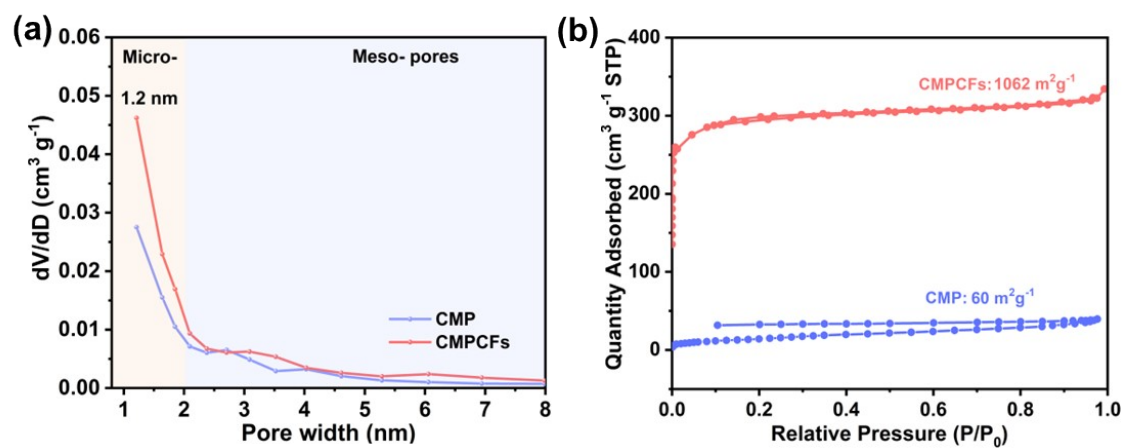 (a)
0.06
0.05
0.04
0.03
0.02
0.01
0.00
dV/dD (cm³ g⁻¹)
Micro-
Meso- pores
1.2 nm
CMP
CMPCFs
1 2 3 4 5 6 7 8
Pore width (nm)
(b)
400
300
200
100
0
Quantity Adsorbed (cm³ g⁻¹ STP)
CMPCFs: 1062 m²g⁻¹
CMP: 60 m²g⁻¹
0.0 0.2 0.4 0.6 0.8 1.0
Relative Pressure (P/P₀)